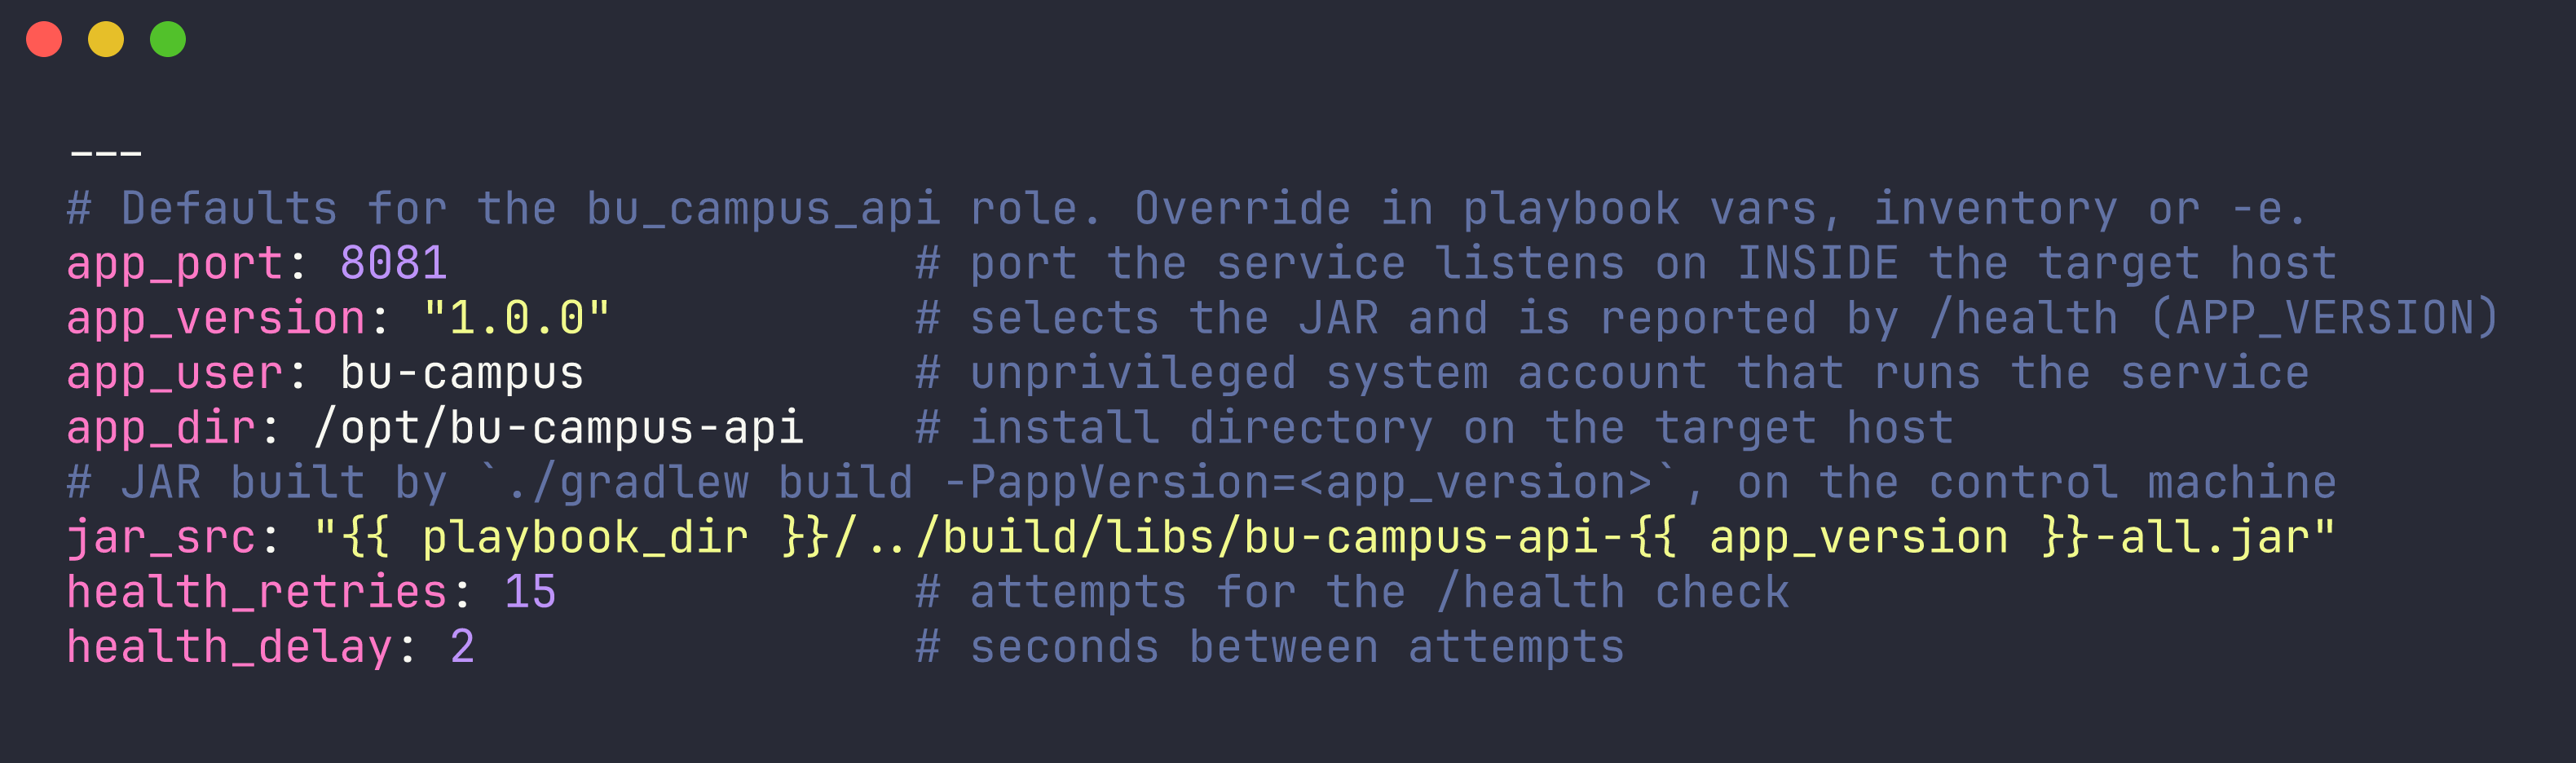 ---
# Defaults for the bu_campus_api role. Override in playbook vars, inventory or -e.
app_port: 8081                 # port the service listens on INSIDE the target host
app_version: "1.0.0"           # selects the JAR and is reported by /health (APP_VERSION)
app_user: bu-campus            # unprivileged system account that runs the service
app_dir: /opt/bu-campus-api    # install directory on the target host
# JAR built by `./gradlew build -PappVersion=<app_version>`, on the control machine
jar_src: "{{ playbook_dir }}/../build/libs/bu-campus-api-{{ app_version }}-all.jar"
health_retries: 15             # attempts for the /health check
health_delay: 2                # seconds between attempts